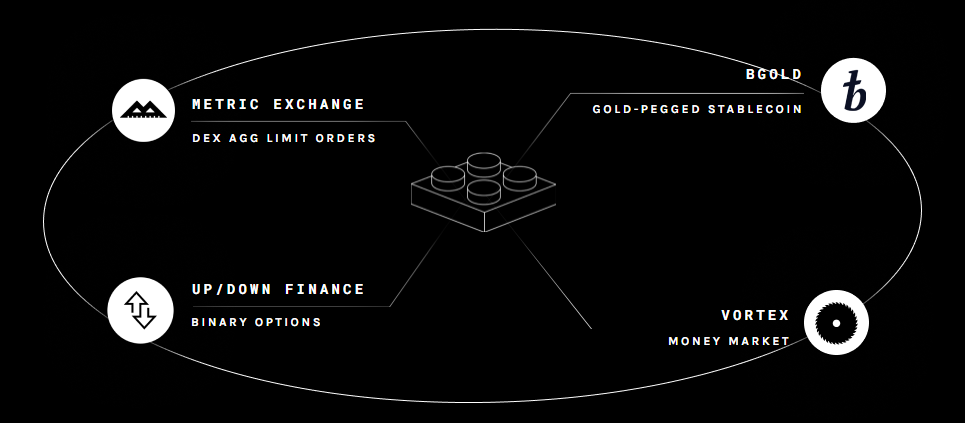 METRIC EXCHANGE
DEX AGG LIMIT ORDERS
BGOLD
GOLD-PEGGED STABLECOIN
UP/DOWN FINANCE
BINARY OPTIONS
VORTEX
MONEY MARKET